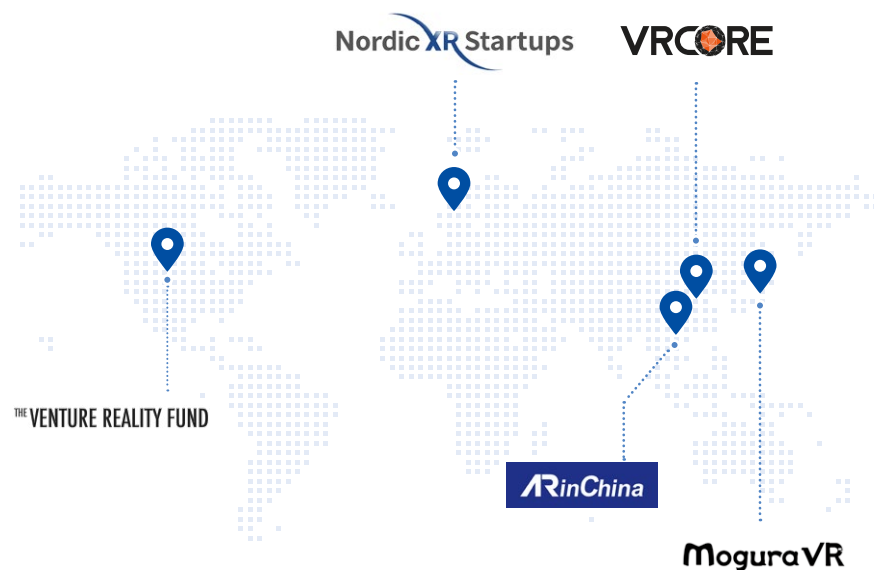 Nordic XR Startups
VRCORE
THE VENTURE REALITY FUND
ARinChina
MoguraVR